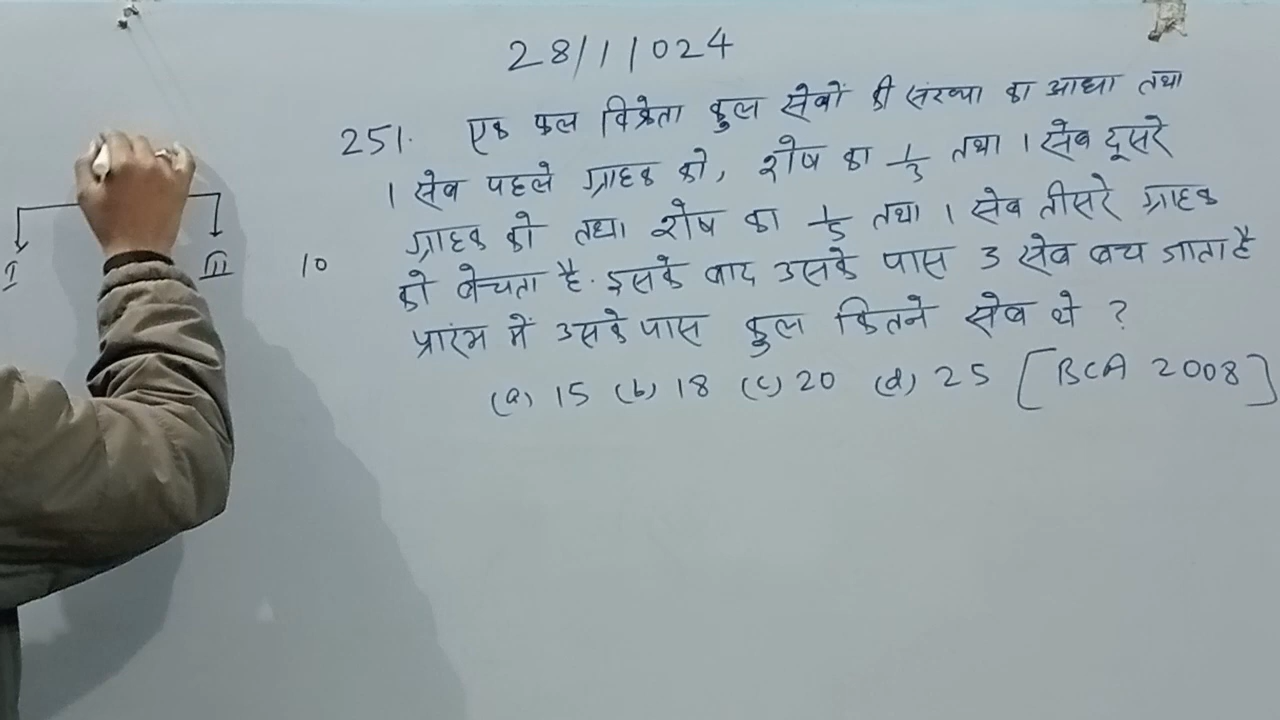 28/1/024
251. एक फल विक्रेता कुल सेबों की संख्या का आधा तथा
1 सेब पहले ग्राहक को, शेष का 1/3 तथा 1 सेब दूसरे
ग्राहक को तथा शेष का 1/5 तथा 1 सेब तीसरे ग्राहक
को बेचता है. इसके बाद उसके पास 3 सेब बच जाता है
प्रारंभ में उसके पास कुल कितने सेब थे ?
(a) 15 (b) 18 (c) 20 (d) 25 [BCA 2008]
I III 10